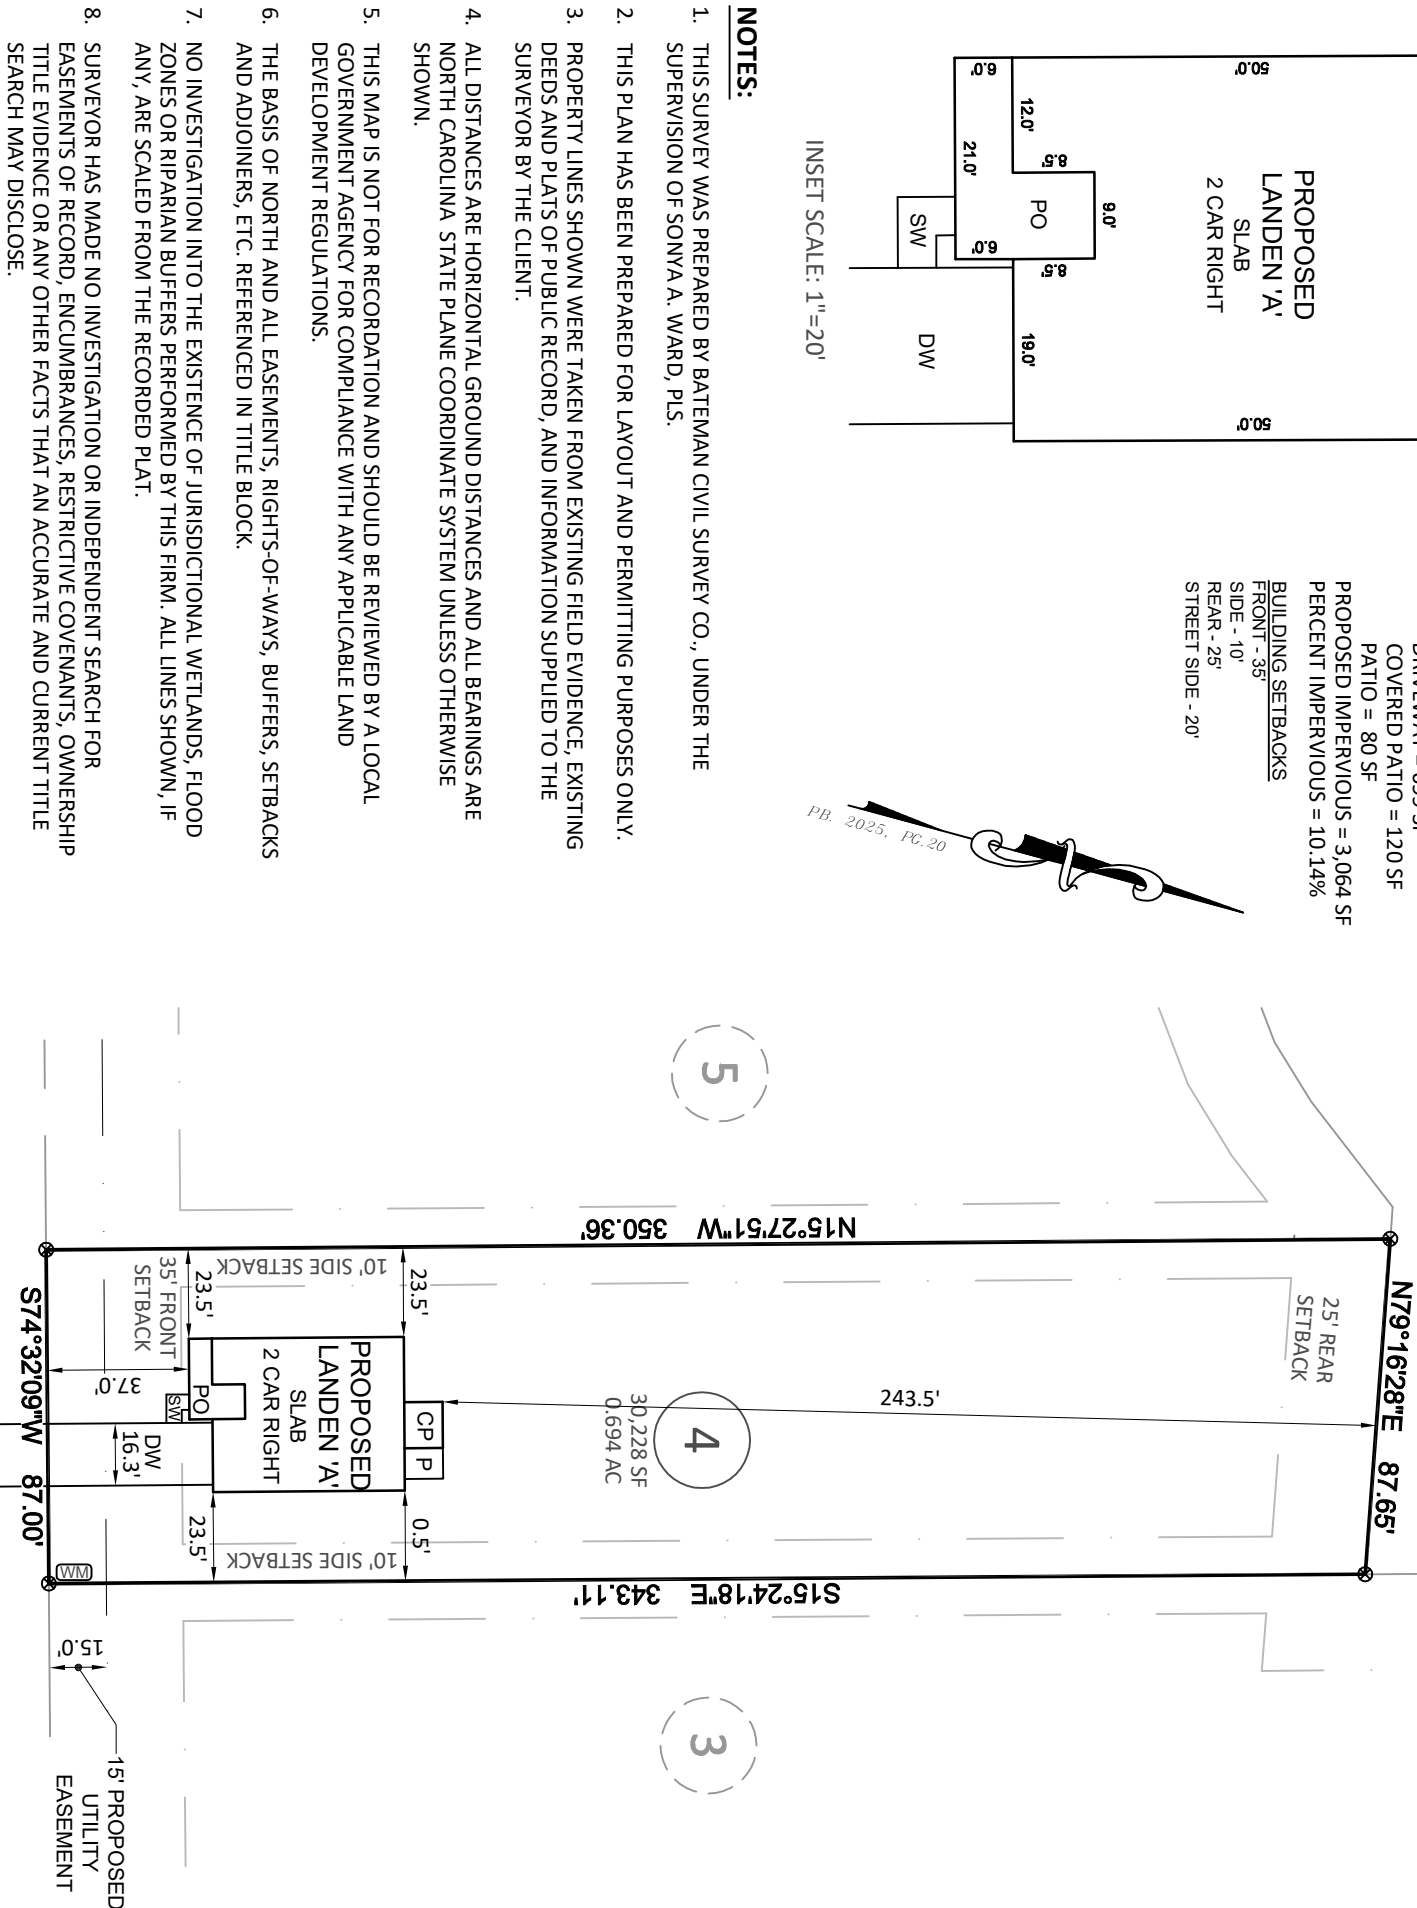 COVERED PATIO = 120 SF
PATIO = 80 SF
PROPOSED IMPERVIOUS = 3,064 SF
PERCENT IMPERVIOUS = 10.14%
BUILDING SETBACKS
FRONT - 35'
SIDE - 10'
REAR - 25'
STREET SIDE - 20'
50.0'
50.0'
PROPOSED
LANDEN 'A'
SLAB
2 CAR RIGHT
9.0'
8.5'
8.5'
12.0'
19.0'
PO
6.0'
6.0'
21.0'
SW
DW
INSET SCALE: 1"=20'
PB. 2025, PG.20
NOTES:
1. THIS SURVEY WAS PREPARED BY BATEMAN CIVIL SURVEY CO., UNDER THE
SUPERVISION OF SONYA A. WARD, PLS.
2. THIS PLAN HAS BEEN PREPARED FOR LAYOUT AND PERMITTING PURPOSES ONLY.
3. PROPERTY LINES SHOWN WERE TAKEN FROM EXISTING FIELD EVIDENCE, EXISTING
DEEDS AND PLATS OF PUBLIC RECORD, AND INFORMATION SUPPLIED TO THE
SURVEYOR BY THE CLIENT.
4. ALL DISTANCES ARE HORIZONTAL GROUND DISTANCES AND ALL BEARINGS ARE
NORTH CAROLINA STATE PLANE COORDINATE SYSTEM UNLESS OTHERWISE
SHOWN.
5. THIS MAP IS NOT FOR RECORDATION AND SHOULD BE REVIEWED BY A LOCAL
GOVERNMENT AGENCY FOR COMPLIANCE WITH ANY APPLICABLE LAND
DEVELOPMENT REGULATIONS.
6. THE BASIS OF NORTH AND ALL EASEMENTS, RIGHTS-OF-WAYS, BUFFERS, SETBACKS
AND ADJOINERS, ETC. REFERENCED IN TITLE BLOCK.
7. NO INVESTIGATION INTO THE EXISTENCE OF JURISDICTIONAL WETLANDS, FLOOD
ZONES OR RIPARIAN BUFFERS PERFORMED BY THIS FIRM. ALL LINES SHOWN, IF
ANY, ARE SCALED FROM THE RECORDED PLAT.
8. SURVEYOR HAS MADE NO INVESTIGATION OR INDEPENDENT SEARCH FOR
EASEMENTS OF RECORD, ENCUMBRANCES, RESTRICTIVE COVENANTS, OWNERSHIP
TITLE EVIDENCE OR ANY OTHER FACTS THAT AN ACCURATE AND CURRENT TITLE
SEARCH MAY DISCLOSE.
N79°16'28"E 87.65'
25' REAR
SETBACK
243.5'
N15°27'51"W 350.36'
S15°24'18"E 343.11'
5
4
3
30,228 SF
0.694 AC
CP
P
23.5'
0.5'
10' SIDE SETBACK
10' SIDE SETBACK
PROPOSED
LANDEN 'A'
SLAB
2 CAR RIGHT
23.5'
PO
23.5'
35' FRONT
SETBACK
SW
37.0'
DW
16.3'
WM
S74°32'09"W 87.00'
15.0'
15' PROPOSED
UTILITY
EASEMENT